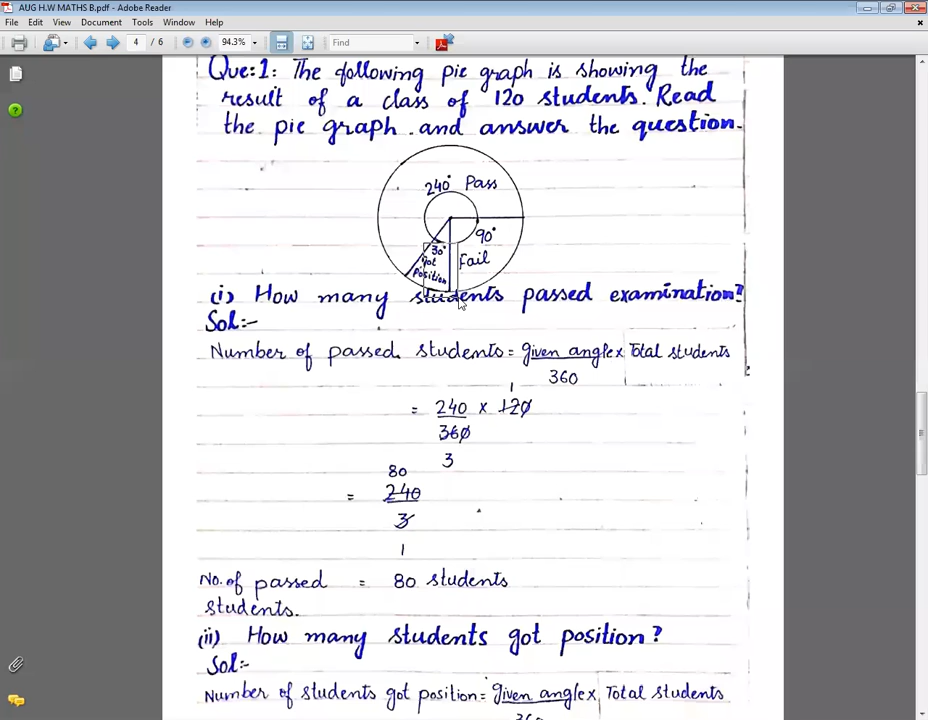 AUG H.W MATHS B.pdf - Adobe Reader
File Edit View Document Tools Window Help
4 / 6 94.3% Find
Que:1: The following pie graph is showing the
result of a class of 120 students. Read
the pie graph .and answer the question.
240° Pass
90°
Fail
30°
got
position
(i) How many students passed examination?
Sol:-
Number of passed students = given angle × Total students
360
1
= 240 × 120
360
3
80
= 240
3
1
No. of passed = 80 students
students.
(ii) How many students got position?
Sol:-
Number of students got position = given angle × Total students
360